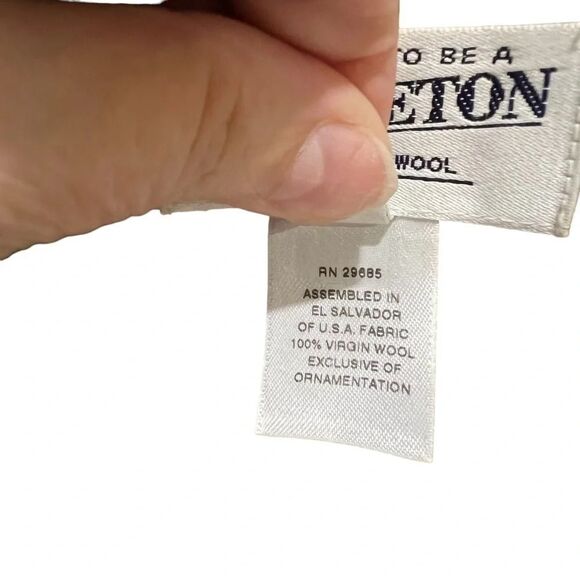 TO BE A
ETON
WOOL
RN 29685
ASSEMBLED IN
EL SALVADOR
OF U.S.A. FABRIC
100% VIRGIN WOOL
EXCLUSIVE OF
ORNAMENTATION